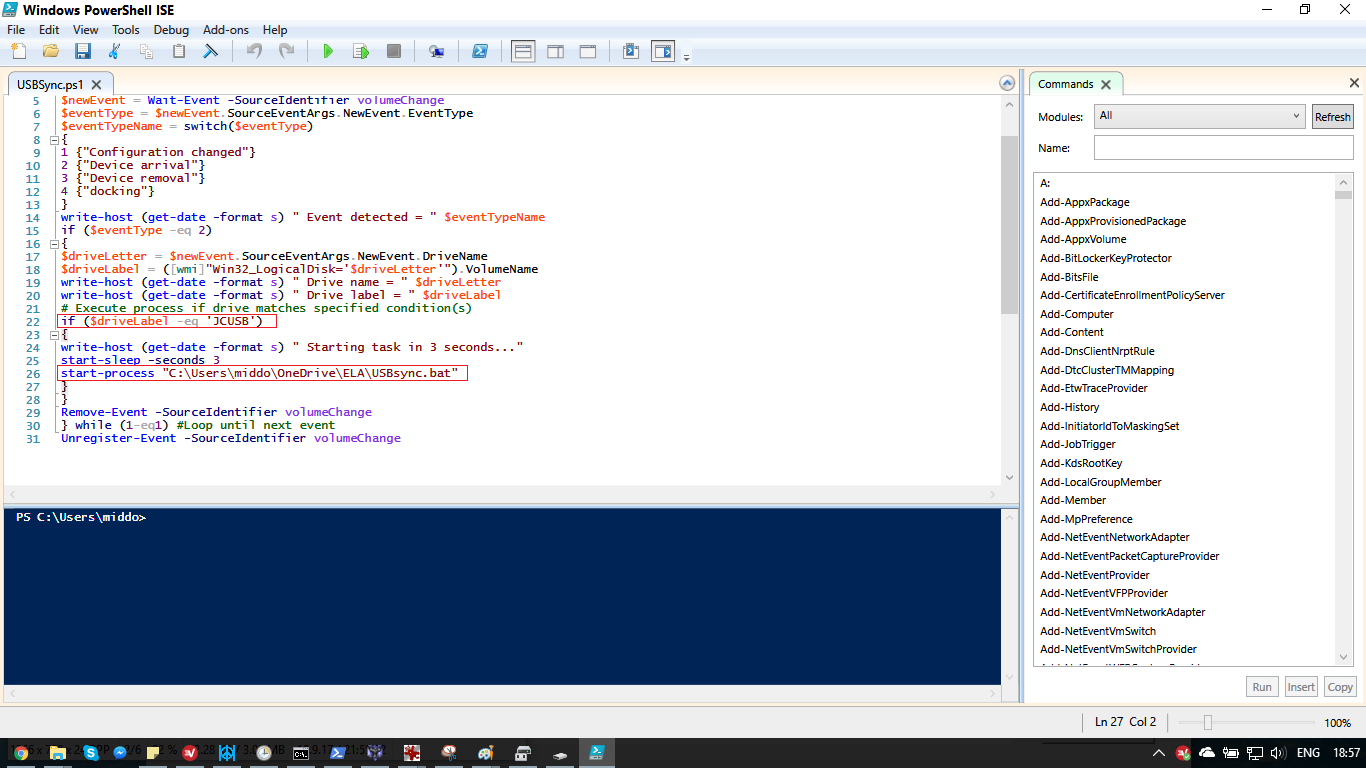 Windows PowerShell ISE
File Edit View Tools Debug Add-ons Help
USBSync.ps1
5 $newEvent = Wait-Event -SourceIdentifier volumeChange
6 $eventType = $newEvent.SourceEventArgs.NewEvent.EventType
7 $eventTypeName = switch($eventType)
8 {
9 1 {"Configuration changed"}
10 2 {"Device arrival"}
11 3 {"Device removal"}
12 4 {"docking"}
13 }
14 write-host (get-date -format s) " Event detected = " $eventTypeName
15 if ($eventType -eq 2)
16 {
17 $driveLetter = $newEvent.SourceEventArgs.NewEvent.DriveName
18 $driveLabel = ([wmi]"Win32_LogicalDisk='$driveLetter'").VolumeName
19 write-host (get-date -format s) " Drive name = " $driveLetter
20 write-host (get-date -format s) " Drive label = " $driveLabel
21 # Execute process if drive matches specified condition(s)
22 if ($driveLabel -eq 'JCUSB')
23 {
24 write-host (get-date -format s) " Starting task in 3 seconds..."
25 start-sleep -seconds 3
26 start-process "C:\Users\middo\OneDrive\ELA\USBsync.bat"
27 }
28 }
29 Remove-Event -SourceIdentifier volumeChange
30 } while (1-eq1) #Loop until next event
31 Unregister-Event -SourceIdentifier volumeChange
PS C:\Users\middo>
Commands
Modules: All Refresh
Name:
A:
Add-AppxPackage
Add-AppxProvisionedPackage
Add-AppxVolume
Add-BitLockerKeyProtector
Add-BitsFile
Add-CertificateEnrollmentPolicyServer
Add-Computer
Add-Content
Add-DnsClientNrptRule
Add-DtcClusterTMMapping
Add-EtwTraceProvider
Add-History
Add-InitiatorIdToMaskingSet
Add-JobTrigger
Add-KdsRootKey
Add-LocalGroupMember
Add-Member
Add-MpPreference
Add-NetEventNetworkAdapter
Add-NetEventPacketCaptureProvider
Add-NetEventProvider
Add-NetEventVFPProvider
Add-NetEventVmNetworkAdapter
Add-NetEventVmSwitch
Add-NetEventVmSwitchProvider
Run Insert Copy
Ln 27 Col 2 100%
ENG 18:57